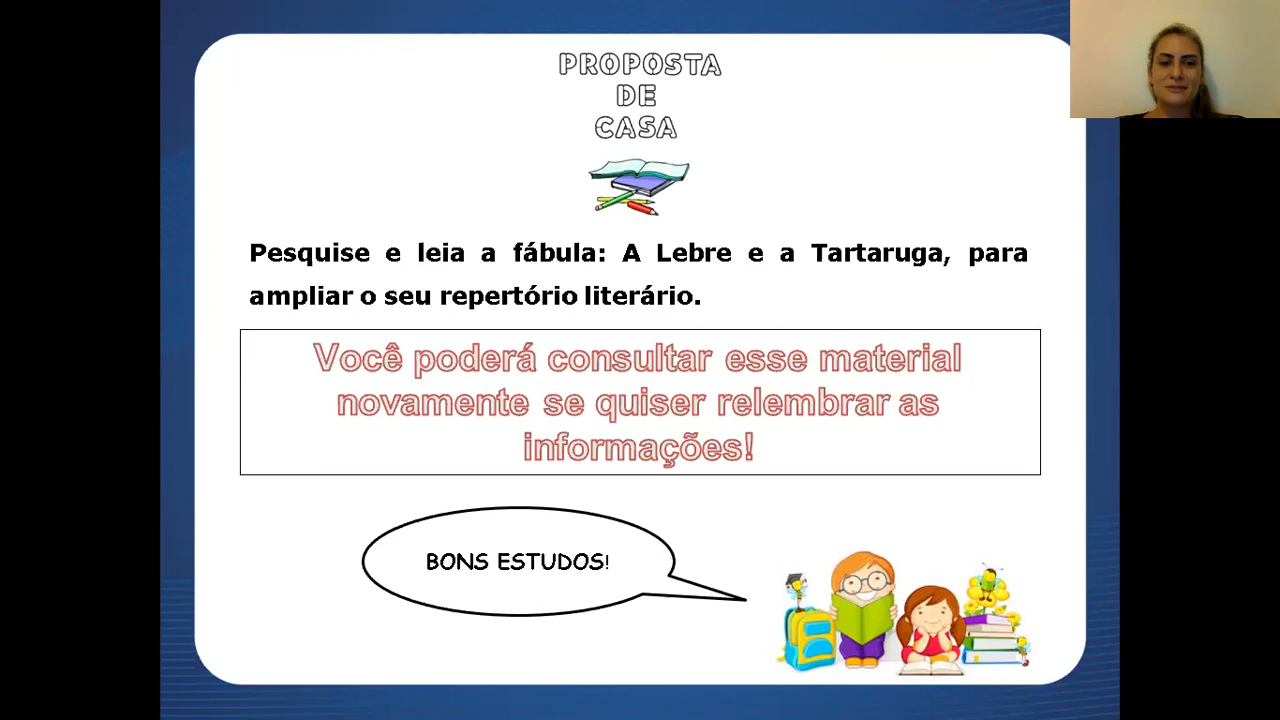 PROPOSTA
DE
CASA
Pesquise e leia a fábula: A Lebre e a Tartaruga, para
ampliar o seu repertório literário.
Você poderá consultar esse material
novamente se quiser relembrar as
informações!
BONS ESTUDOS!